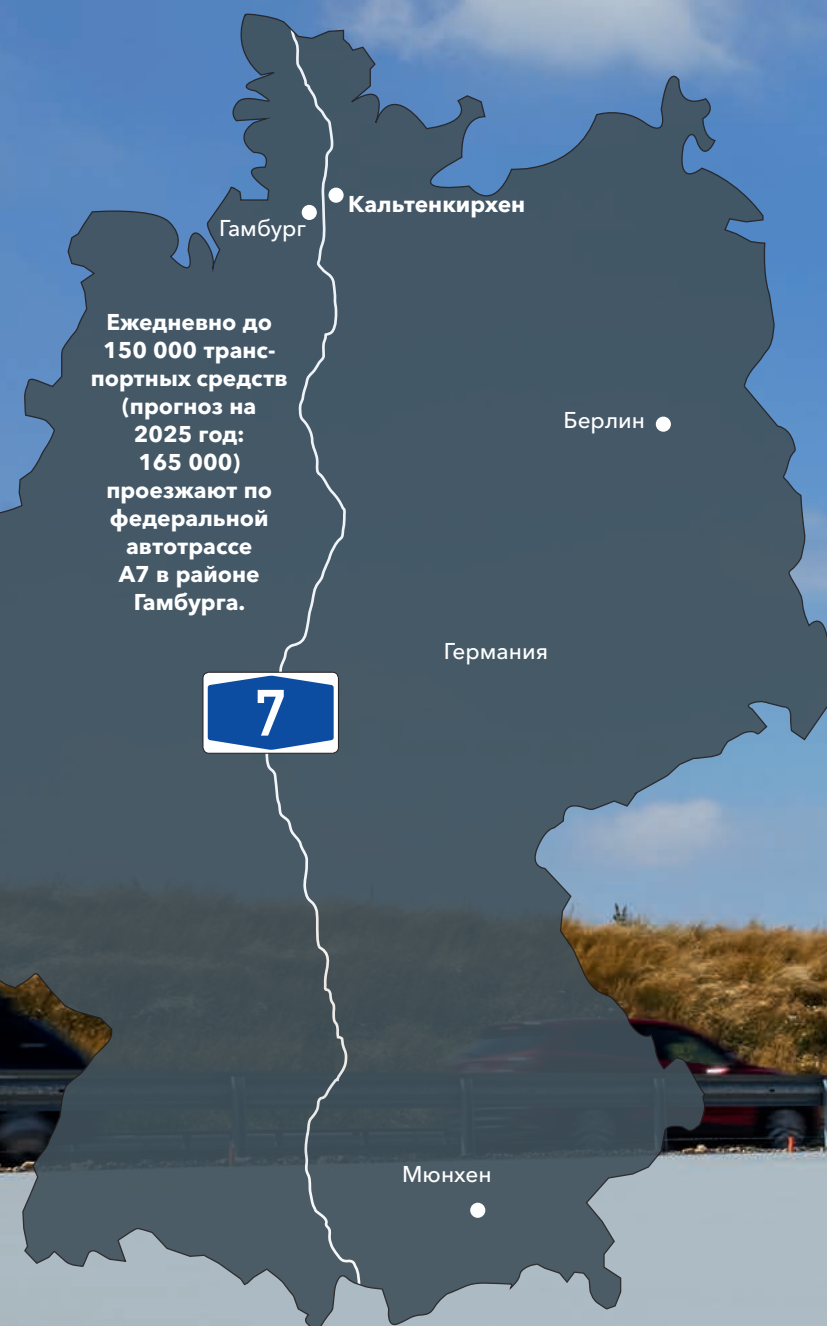 Кальтенкирхен
Гамбург
Ежедневно до
150 000 транс-
портных средств
(прогноз на
2025 год:
165 000)
проезжают по
федеральной
автотрассе
А7 в районе
Гамбурга.
Берлин
Германия
7
Мюнхен